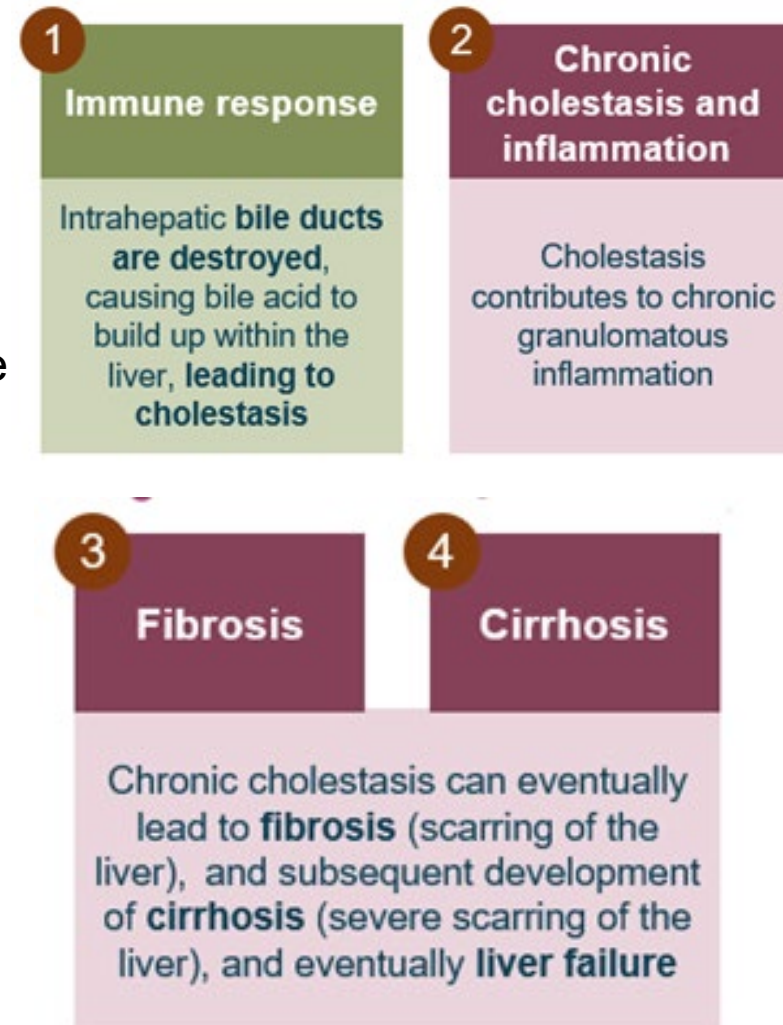 1
Immune response
Intrahepatic bile ducts
are destroyed,
causing bile acid to
build up within the
liver, leading to
cholestasis
2
Chronic
cholestasis and
inflammation
Cholestasis
contributes to chronic
granulomatous
inflammation
e
3
Fibrosis
4
Cirrhosis
Chronic cholestasis can eventually
lead to fibrosis (scarring of the
liver), and subsequent development
of cirrhosis (severe scarring of the
liver), and eventually liver failure